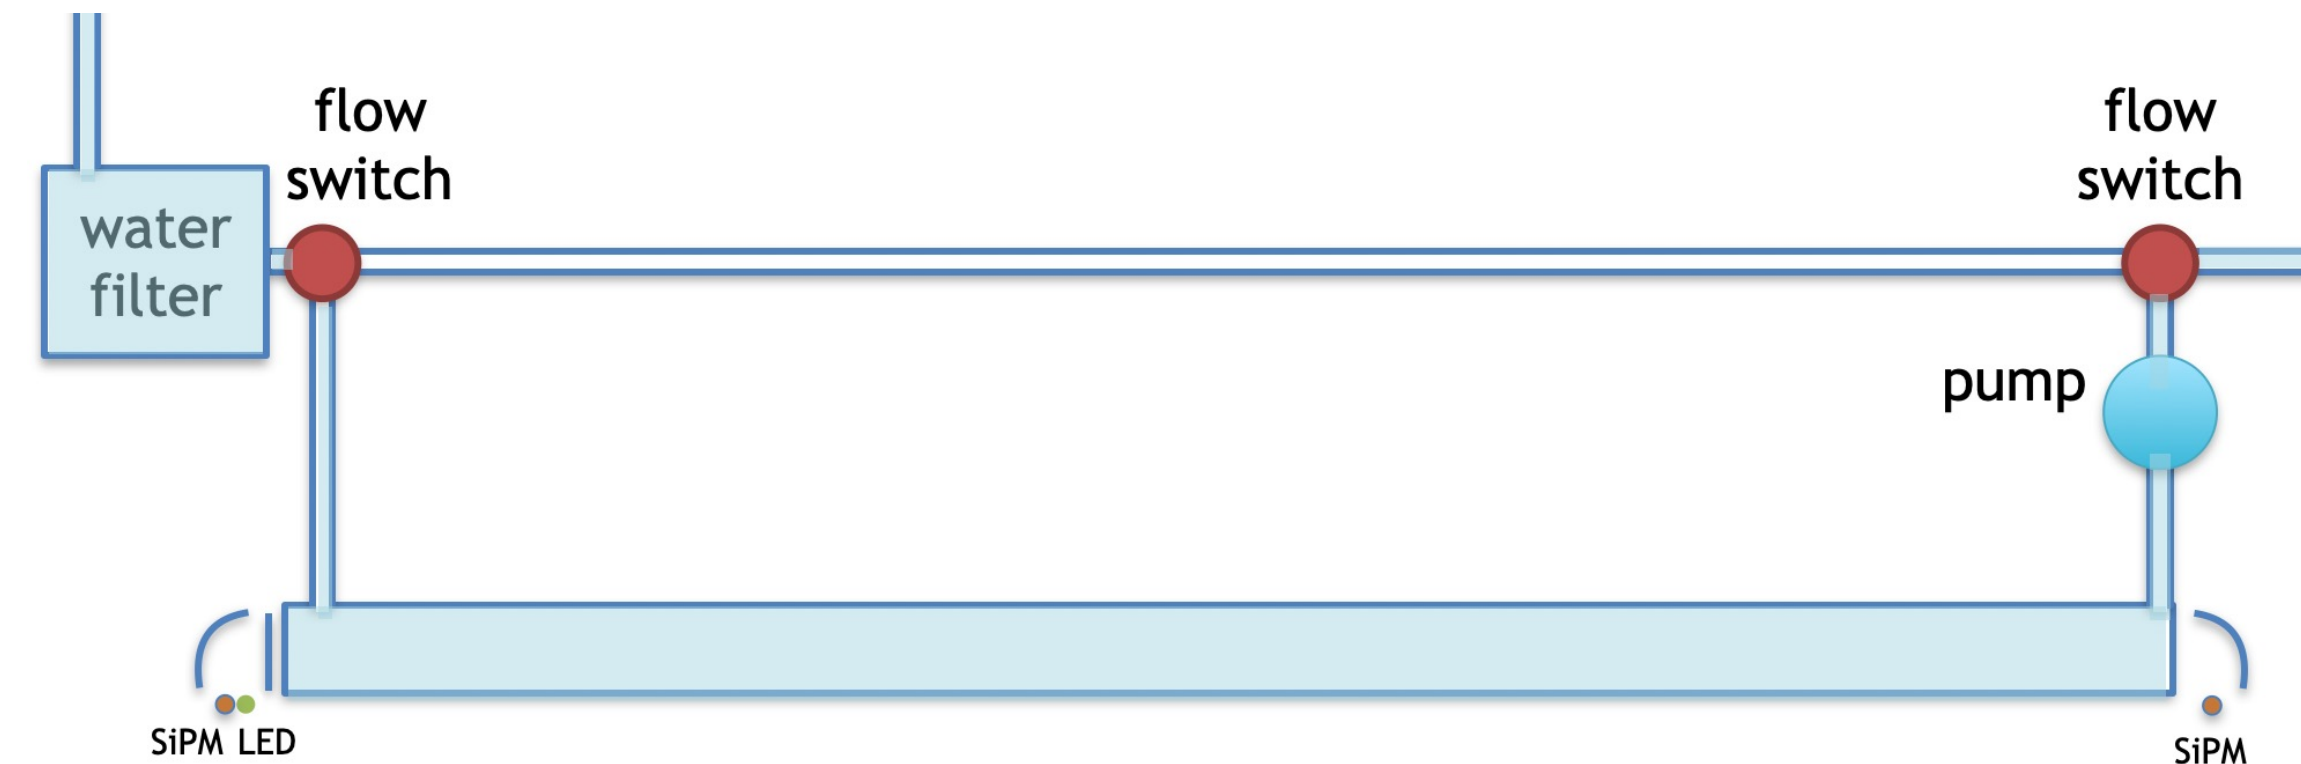 flow
switch
flow
switch
water
filter
pump
SiPM LED
SiPM